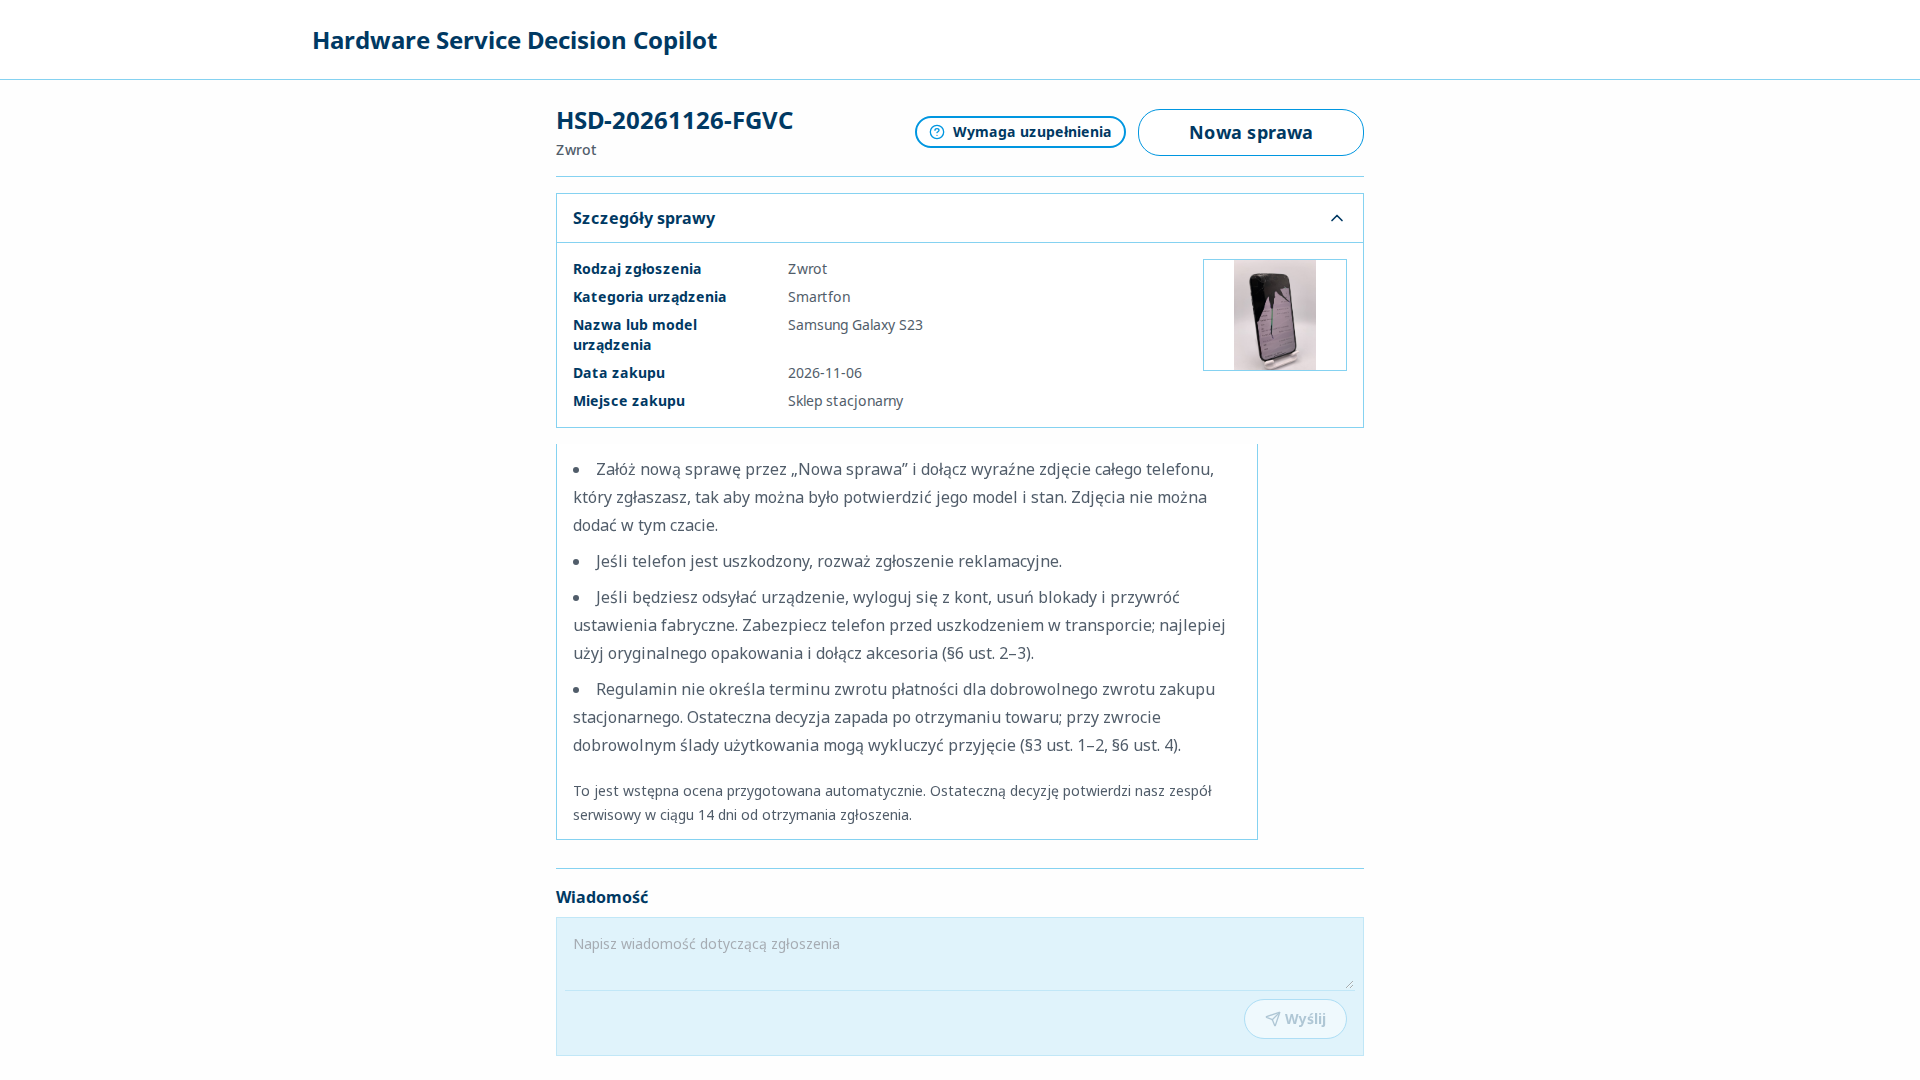 Hardware Service Decision Copilot
HSD-20261126-FGVC
Zwrot
Wymaga uzupełnienia
Nowa sprawa
Szczegóły sprawy
Rodzaj zgłoszenia
Zwrot
Kategoria urządzenia
Smartfon
Nazwa lub model
urządzenia
Samsung Galaxy S23
Data zakupu
2026-11-06
Miejsce zakupu
Sklep stacjonarny
• Załóż nową sprawę przez „Nowa sprawa” i dołącz wyraźne zdjęcie całego telefonu,
który zgłaszasz, tak aby można było potwierdzić jego model i stan. Zdjęcia nie można
dodać w tym czacie.
• Jeśli telefon jest uszkodzony, rozważ zgłoszenie reklamacyjne.
• Jeśli będziesz odsyłać urządzenie, wyloguj się z kont, usuń blokady i przywróć
ustawienia fabryczne. Zabezpiecz telefon przed uszkodzeniem w transporcie; najlepiej
użyj oryginalnego opakowania i dołącz akcesoria (§6 ust. 2–3).
• Regulamin nie określa terminu zwrotu płatności dla dobrowolnego zwrotu zakupu
stacjonarnego. Ostateczna decyzja zapada po otrzymaniu towaru; przy zwrocie
dobrowolnym ślady użytkowania mogą wykluczyć przyjęcie (§3 ust. 1–2, §6 ust. 4).
To jest wstępna ocena przygotowana automatycznie. Ostateczną decyzję potwierdzi nasz zespół
serwisowy w ciągu 14 dni od otrzymania zgłoszenia.
Wiadomość
Napisz wiadomość dotyczącą zgłoszenia
Wyślij